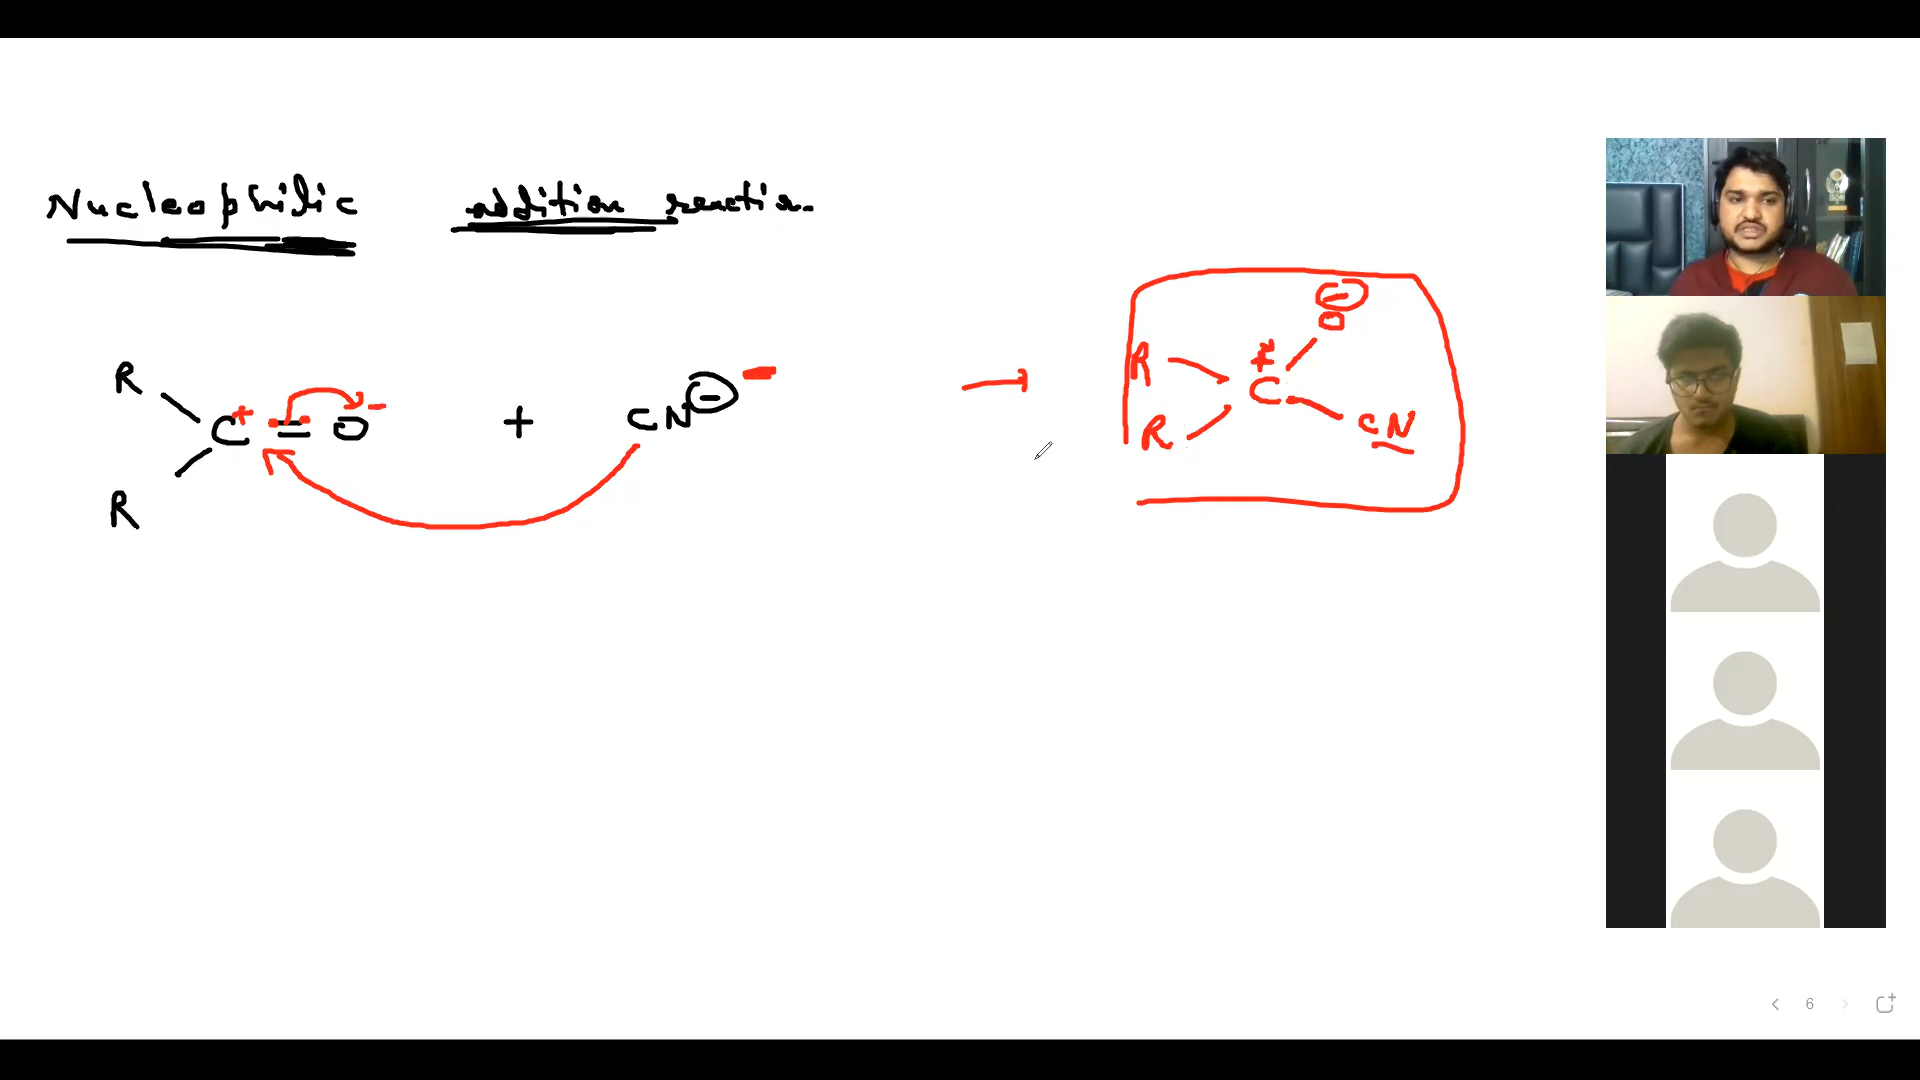 Nucleophilic addition reaction.
R
R
C + = O -
+
CN ⊖ -
→
R
R
C +
⊖
O
CN
6